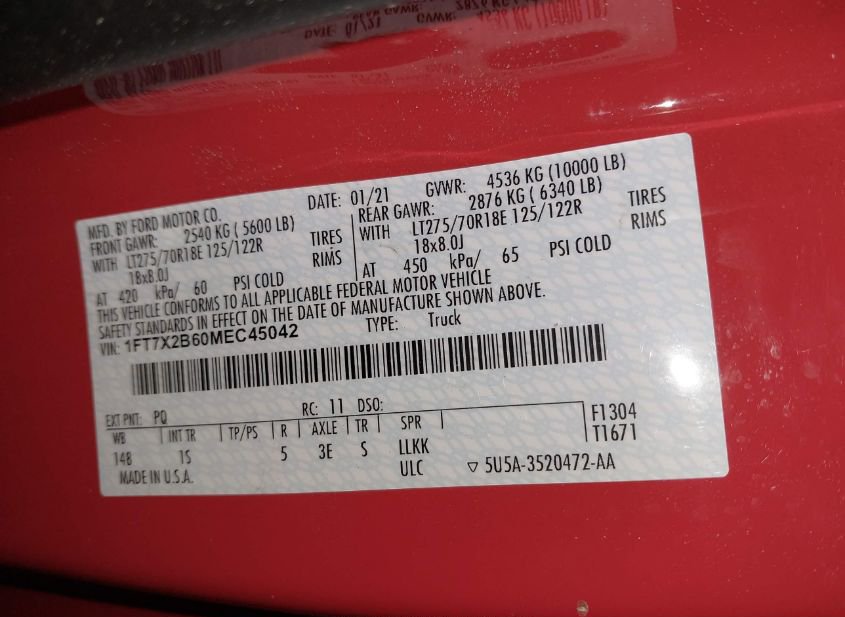 MFD. BY FORD MOTOR CO.
DATE: 01/21 GVWR: 4536 KG (10000 LB)
FRONT GAWR: 2540 KG ( 5600 LB)
REAR GAWR: 2876 KG ( 6340 LB)
WITH LT275/70R18E 125/122R TIRES
WITH LT275/70R18E 125/122R TIRES
18x8.0J RIMS
18x8.0J RIMS
AT 420 kPa/ 60 PSI COLD
AT 450 kPa/ 65 PSI COLD
THIS VEHICLE CONFORMS TO ALL APPLICABLE FEDERAL MOTOR VEHICLE
SAFETY STANDARDS IN EFFECT ON THE DATE OF MANUFACTURE SHOWN ABOVE.
VIN: 1FT7X2B60MEC45042 TYPE: Truck
EXT PNT: PQ RC: 11 DSO:
WB INT TR TP/PS R AXLE TR SPR F1304
148 1S 5 3E S LLKK T1671
MADE IN U.S.A. ULC ▽ 5U5A-3520472-AA